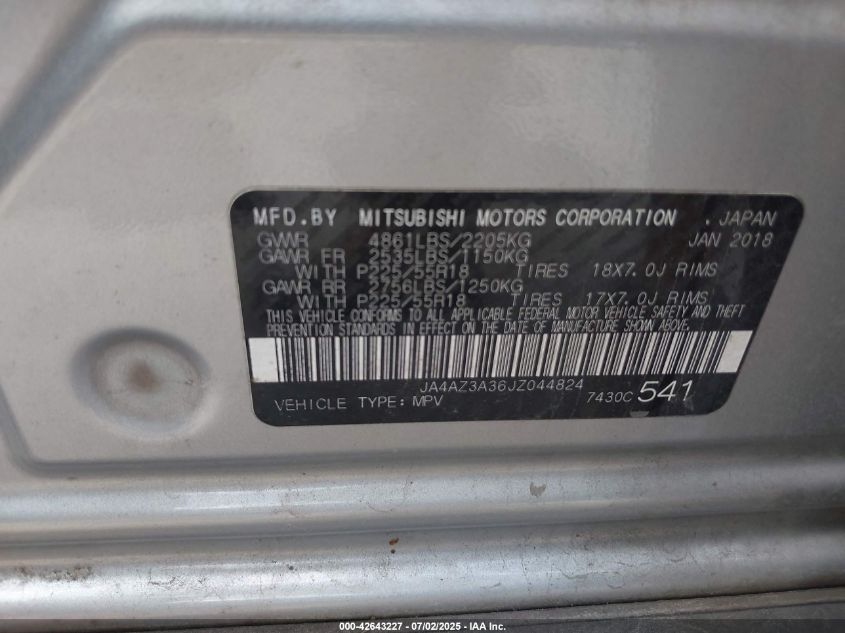 MFD.BY MITSUBISHI MOTORS CORPORATION . JAPAN
GVWR 4861LBS/2205KG JAN 2018
GAWR FR 2535LBS/1150KG
WITH P225/55R18 TIRES 18X7.0J RIMS
GAWR RR 2756LBS/1250KG
WITH P225/55R18 TIRES 17X7.0J RIMS
THIS VEHICLE CONFORMS TO ALL APPLICABLE FEDERAL MOTOR VEHICLE SAFETY AND THEFT
PREVENTION STANDARDS IN EFFECT ON THE DATE OF MANUFACTURE SHOWN ABOVE.
JA4AZ3A36JZ044824
VEHICLE TYPE: MPV 7430C 541
000-42643227 - 07/02/2025 - IAA Inc.